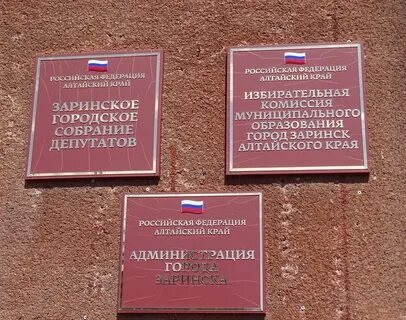 РОССИЙСКАЯ ФЕДЕРАЦИЯ
АЛТАЙСКИЙ КРАЙ
ЗАРИНСКОЕ
ГОРОДСКОЕ
СОБРАНИЕ
ДЕПУТАТОВ
РОССИЙСКАЯ ФЕДЕРАЦИЯ
АЛТАЙСКИЙ КРАЙ
ИЗБИРАТЕЛЬНАЯ
КОМИССИЯ
МУНИЦИПАЛЬНОГО
ОБРАЗОВАНИЯ
ГОРОД ЗАРИНСК
АЛТАЙСКОГО КРАЯ
РОССИЙСКАЯ ФЕДЕРАЦИЯ
АЛТАЙСКИЙ КРАЙ
АДМИНИСТРАЦИЯ
ГОРОДА
ЗАРИНСКА